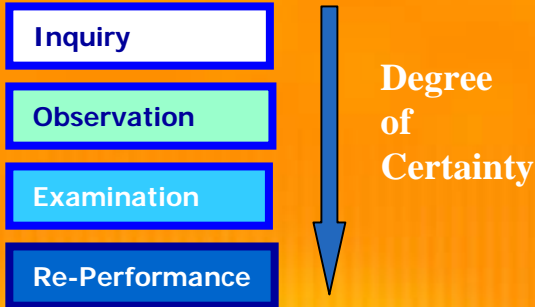 Inquiry
Observation
Examination
Re-Performance
Degree
of
Certainty